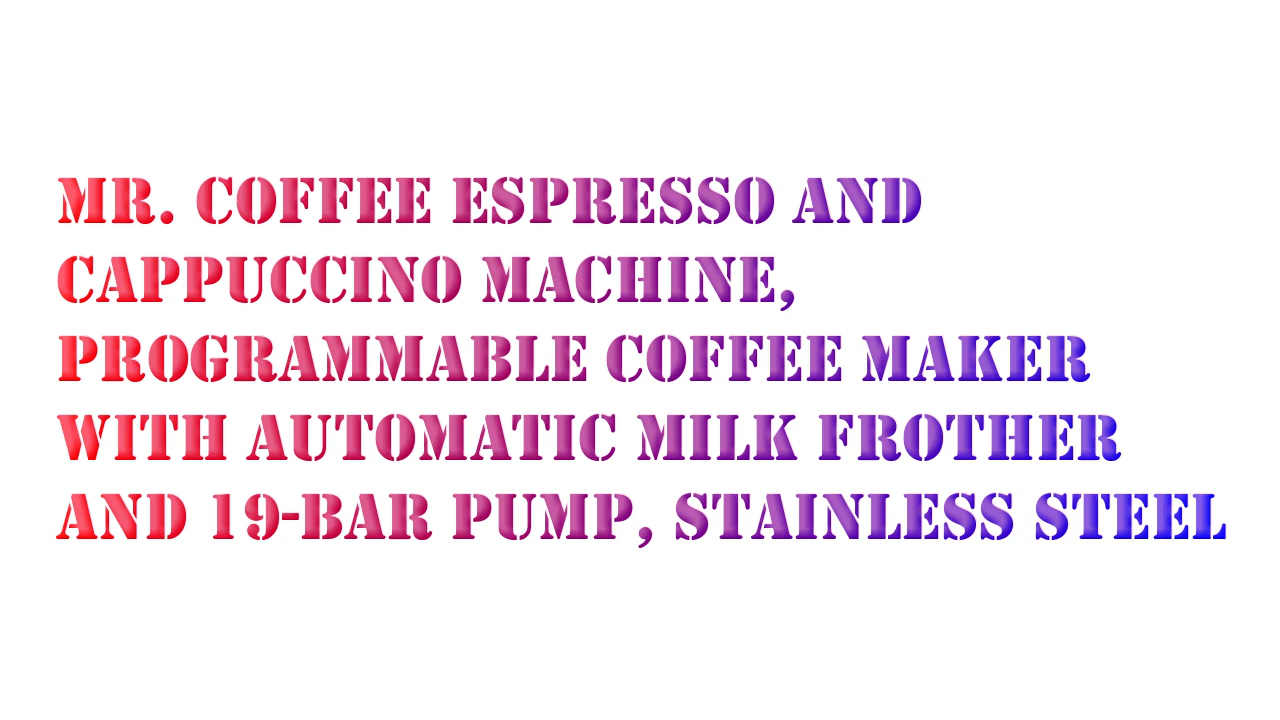 MR. COFFEE ESPRESSO AND
CAPPUCCINO MACHINE,
PROGRAMMABLE COFFEE MAKER
WITH AUTOMATIC MILK FROTHER
AND 19-BAR PUMP, STAINLESS STEEL